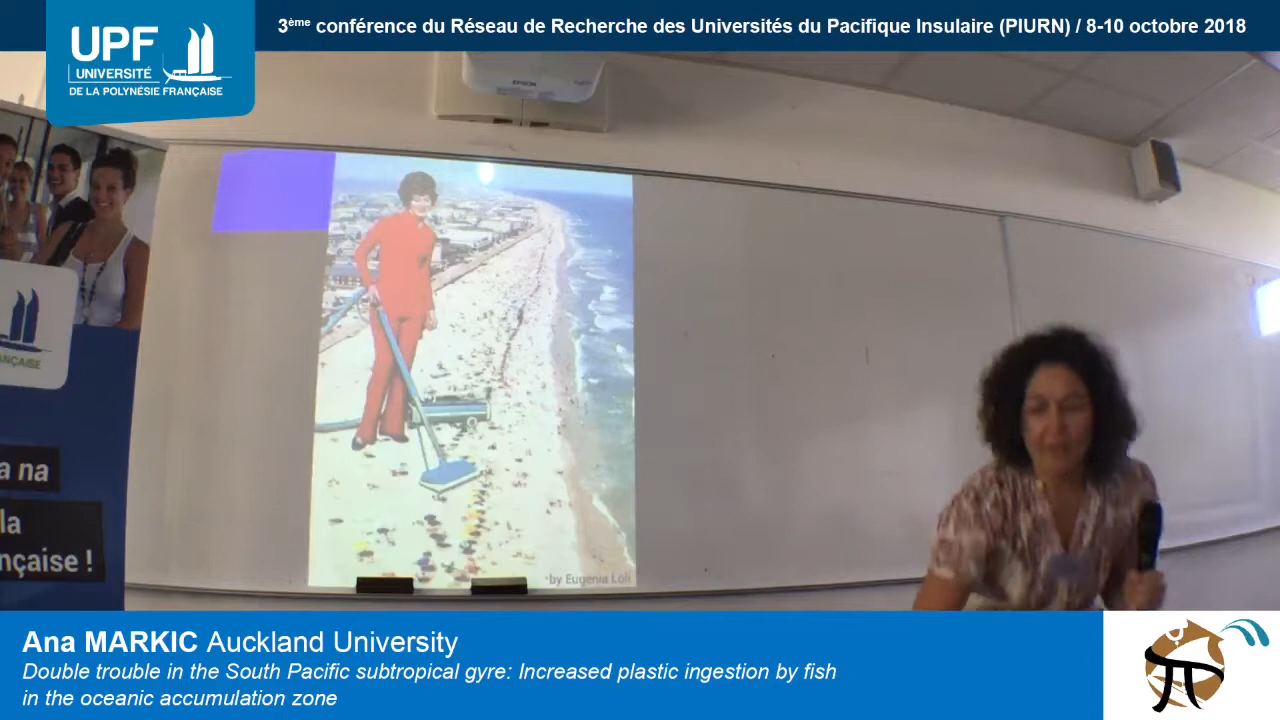 3ème conférence du Réseau de Recherche des Universités du Pacifique Insulaire (PIURN) / 8-10 octobre 2018
UPF
UNIVERSITÉ
DE LA POLYNÉSIE FRANÇAISE
EPSON
NÇAISE
a na
la
nçaise !
*by Eugenia Loli
Ana MARKIC Auckland University
Double trouble in the South Pacific subtropical gyre: Increased plastic ingestion by fish
in the oceanic accumulation zone